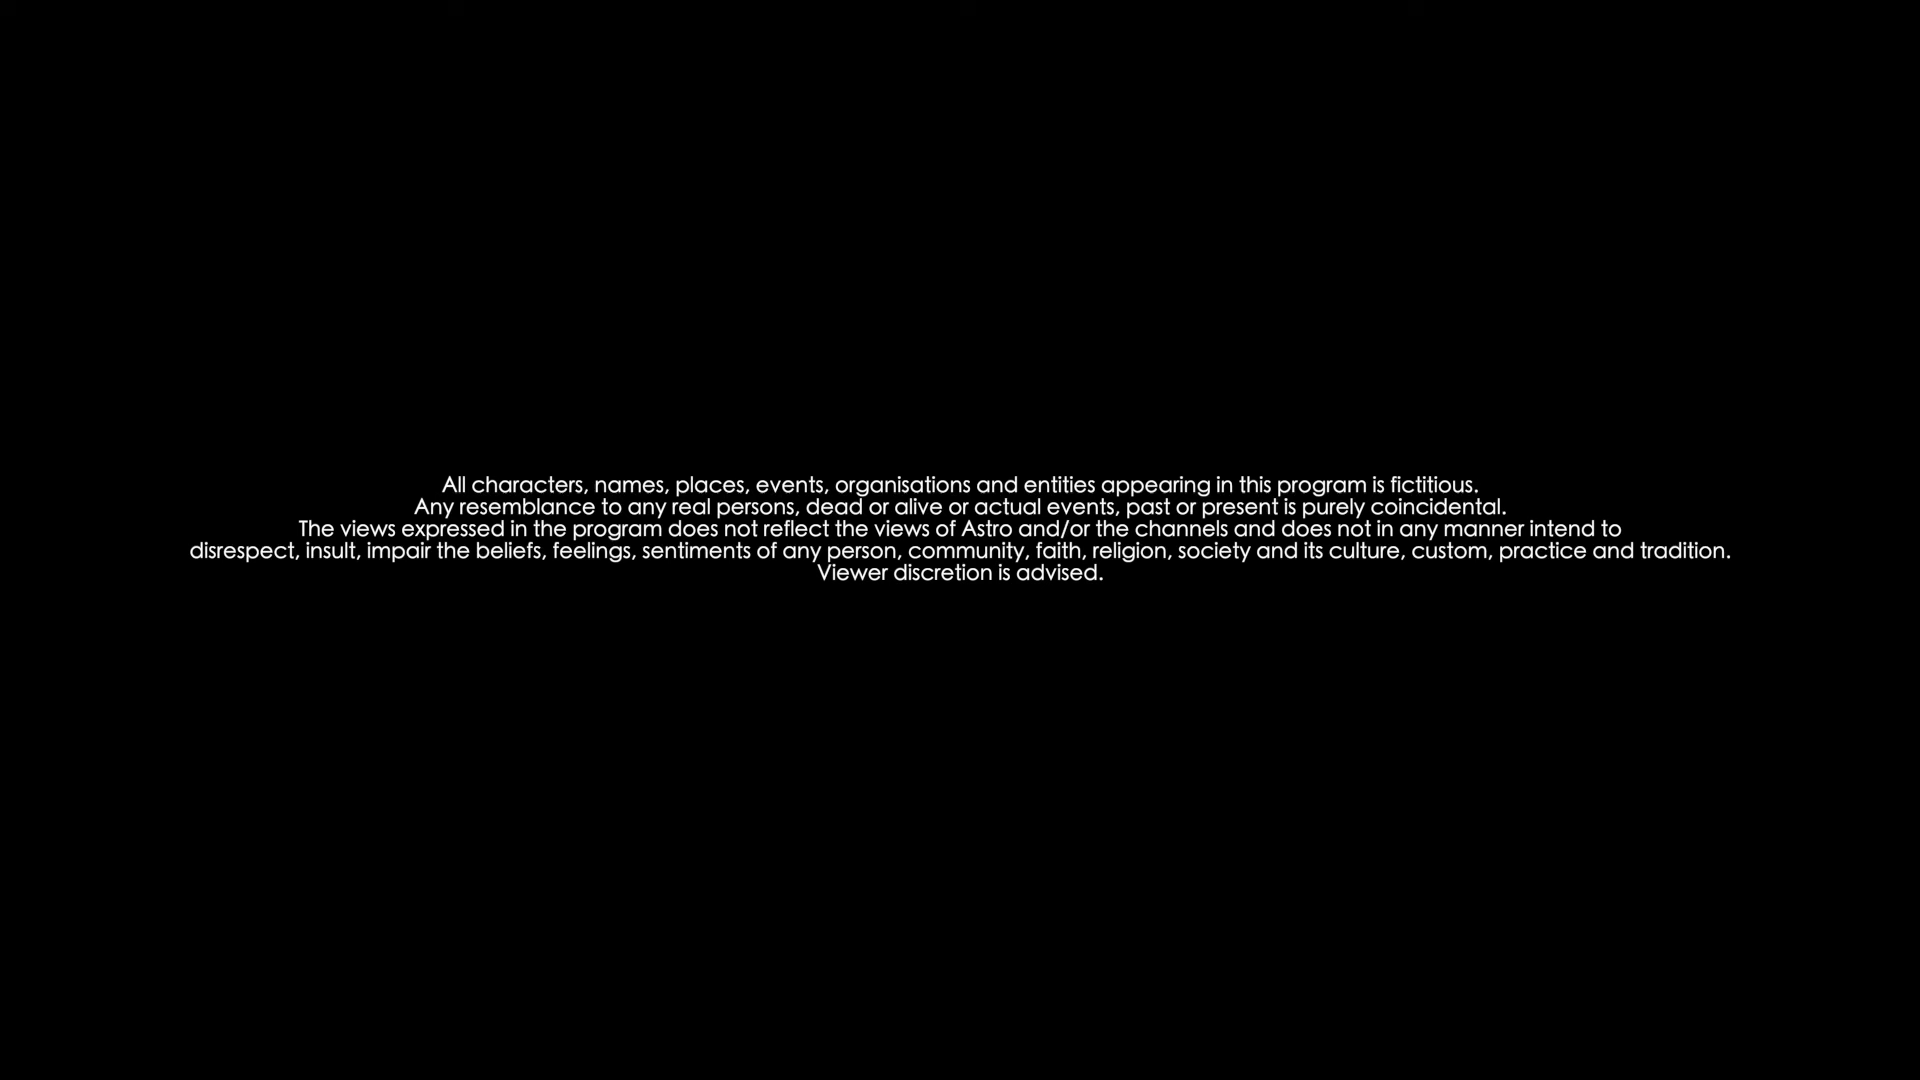 All characters, names, places, events, organisations and entities appearing in this program is fictitious.
Any resemblance to any real persons, dead or alive or actual events, past or present is purely coincidental.
The views expressed in the program does not reflect the views of Astro and/or the channels and does not in any manner intend to
disrespect, insult, impair the beliefs, feelings, sentiments of any person, community, faith, religion, society and its culture, custom, practice and tradition.
Viewer discretion is advised.